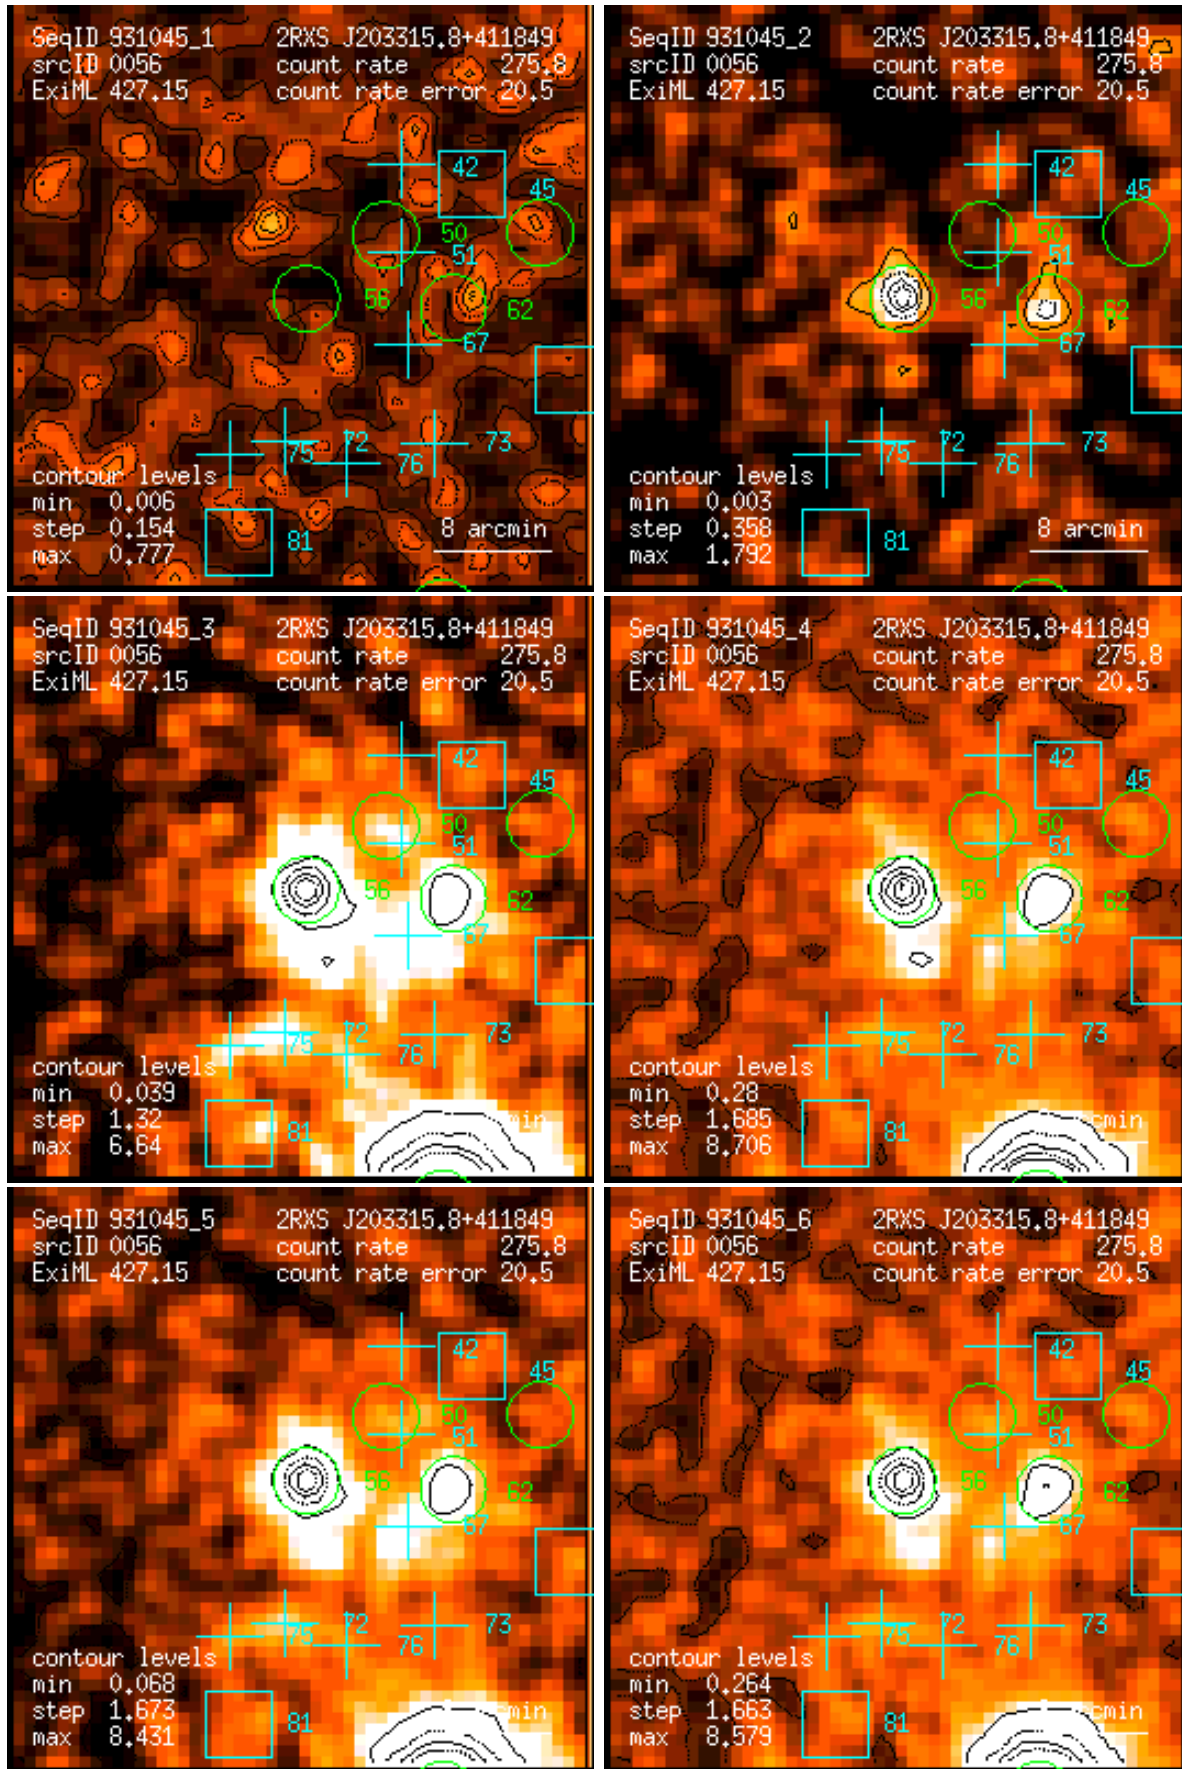 SeqID 931045_1 2RXS J203315.8+411849
srcID 0056 count rate 275.8
ExiML 427.15 count rate error 20.5
42
45
50
51
56
62
67
75 72 76 73
contour levels
min 0.006
step 0.154 8 arcmin
max 0.777 81
SeqID 931045_2 2RXS J203315.8+411849
srcID 0056 count rate 275.8
ExiML 427.15 count rate error 20.5
42
45
50
51
56
62
67
75 72 76 73
contour levels
min 0.003
step 0.358 8 arcmin
max 1.792 81
SeqID 931045_3 2RXS J203315.8+411849
srcID 0056 count rate 275.8
ExiML 427.15 count rate error 20.5
42
45
50
51
56
62
67
75 72 76 73
contour levels
min 0.039
step 1.32 81
max 6.64
SeqID 931045_4 2RXS J203315.8+411849
srcID 0056 count rate 275.8
ExiML 427.15 count rate error 20.5
42
45
50
51
56
62
67
75 72 76 73
contour levels
min 0.28
step 1.685 81
max 8.706
SeqID 931045_5 2RXS J203315.8+411849
srcID 0056 count rate 275.8
ExiML 427.15 count rate error 20.5
42
45
50
51
56
62
67
75 72 76 73
contour levels
min 0.068
step 1.673 81
max 8.431
SeqID 931045_6 2RXS J203315.8+411849
srcID 0056 count rate 275.8
ExiML 427.15 count rate error 20.5
42
45
50
51
56
62
67
75 72 76 73
contour levels
min 0.264
step 1.663 81
max 8.579